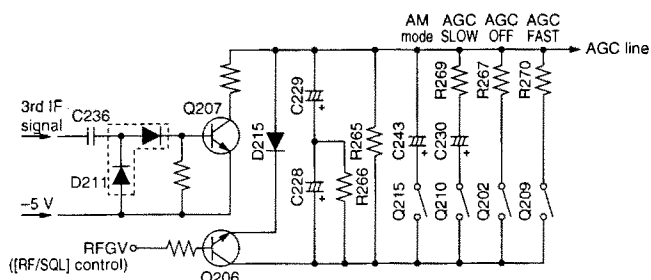 AM mode
AGC SLOW
AGC OFF
AGC FAST
AGC line
R269
R267
R270
3rd IF signal
C236
Q207
C229
D215
R265
C243
C230
D211
C228
R266
–5 V
Q215
Q210
Q202
Q209
RFGV
([RF/SQL] control)
Q206